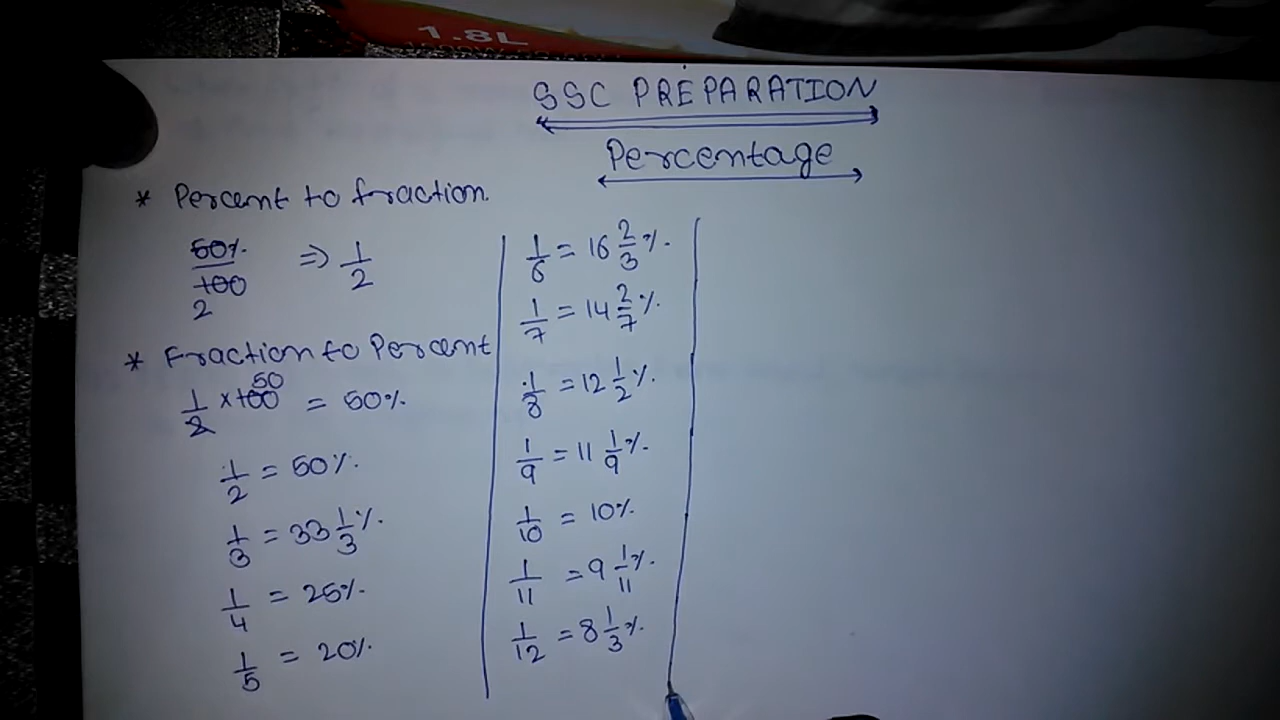 1.8L
SSC PREPARATION
Percentage
* Percent to fraction.
50%/100 2 ⇒ 1/2
* Fraction to Percent
1/2 × 100 50 = 50%
1/2 = 50%
1/3 = 33 1/3 %
1/4 = 25%
1/5 = 20%
1/6 = 16 2/3 %
1/7 = 14 2/7 %
1/8 = 12 1/2 %
1/9 = 11 1/9 %
1/10 = 10%
1/11 = 9 1/11 %
1/12 = 8 1/3 %